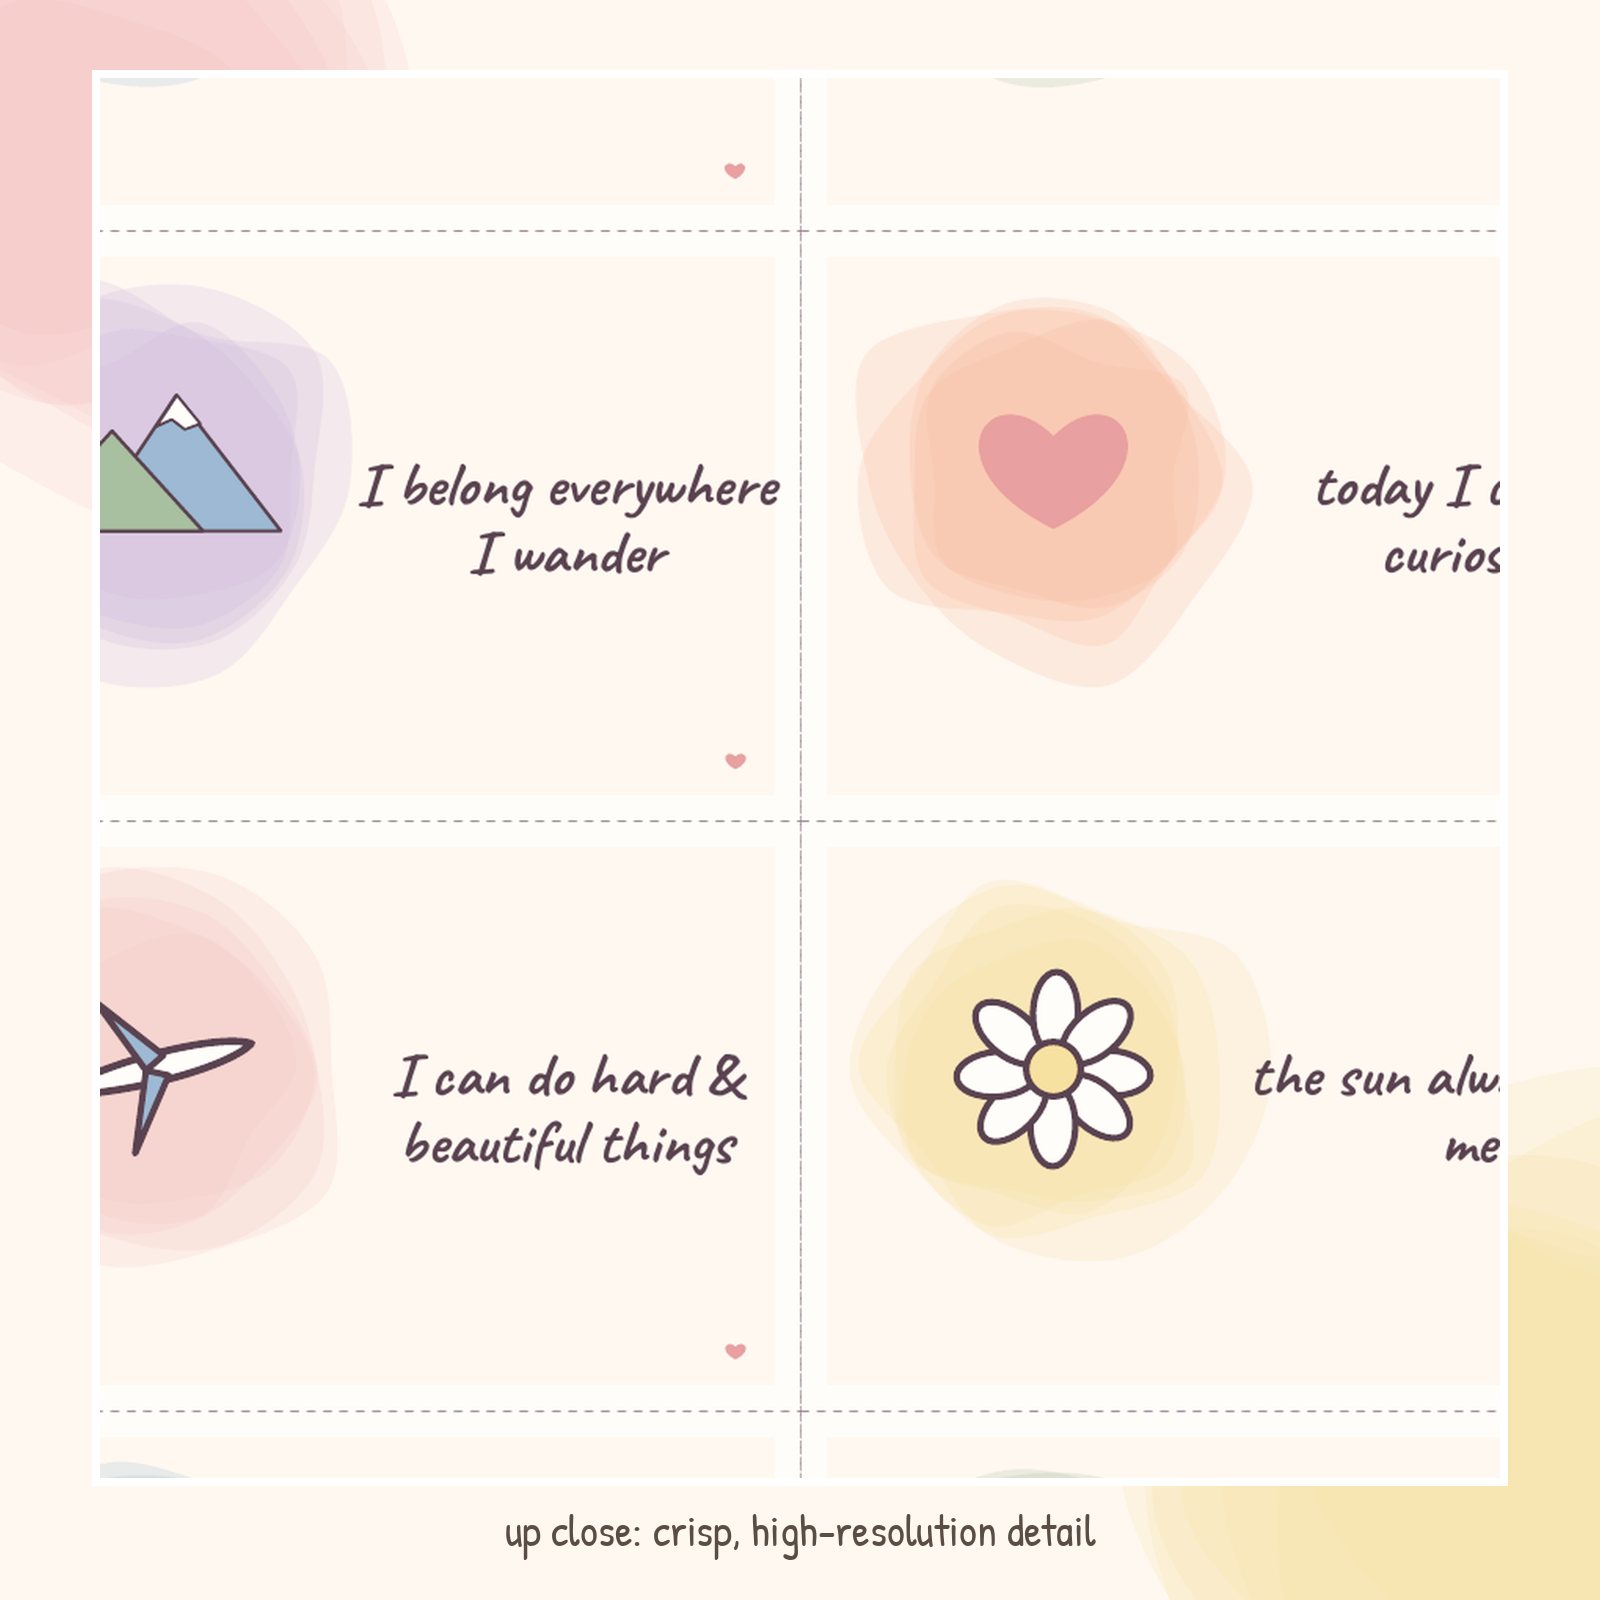 I belong everywhere
I wander
today I
curios
I can do hard &
beautiful things
the sun alw
me
up close: crisp, high-resolution detail